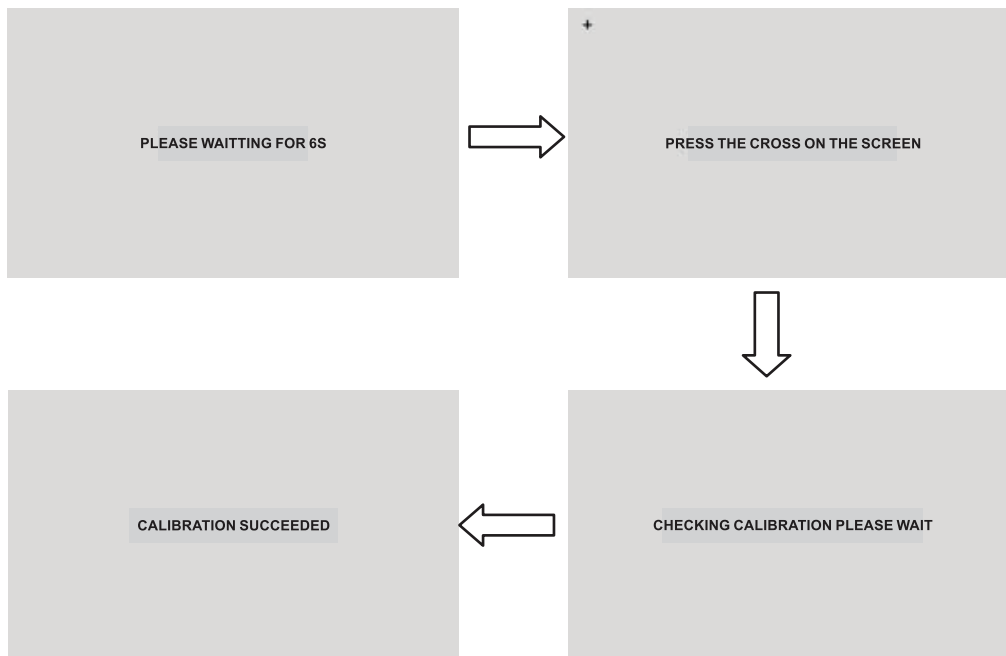 PLEASE WAITTING FOR 6S
PRESS THE CROSS ON THE SCREEN
CHECKING CALIBRATION PLEASE WAIT
CALIBRATION SUCCEEDED